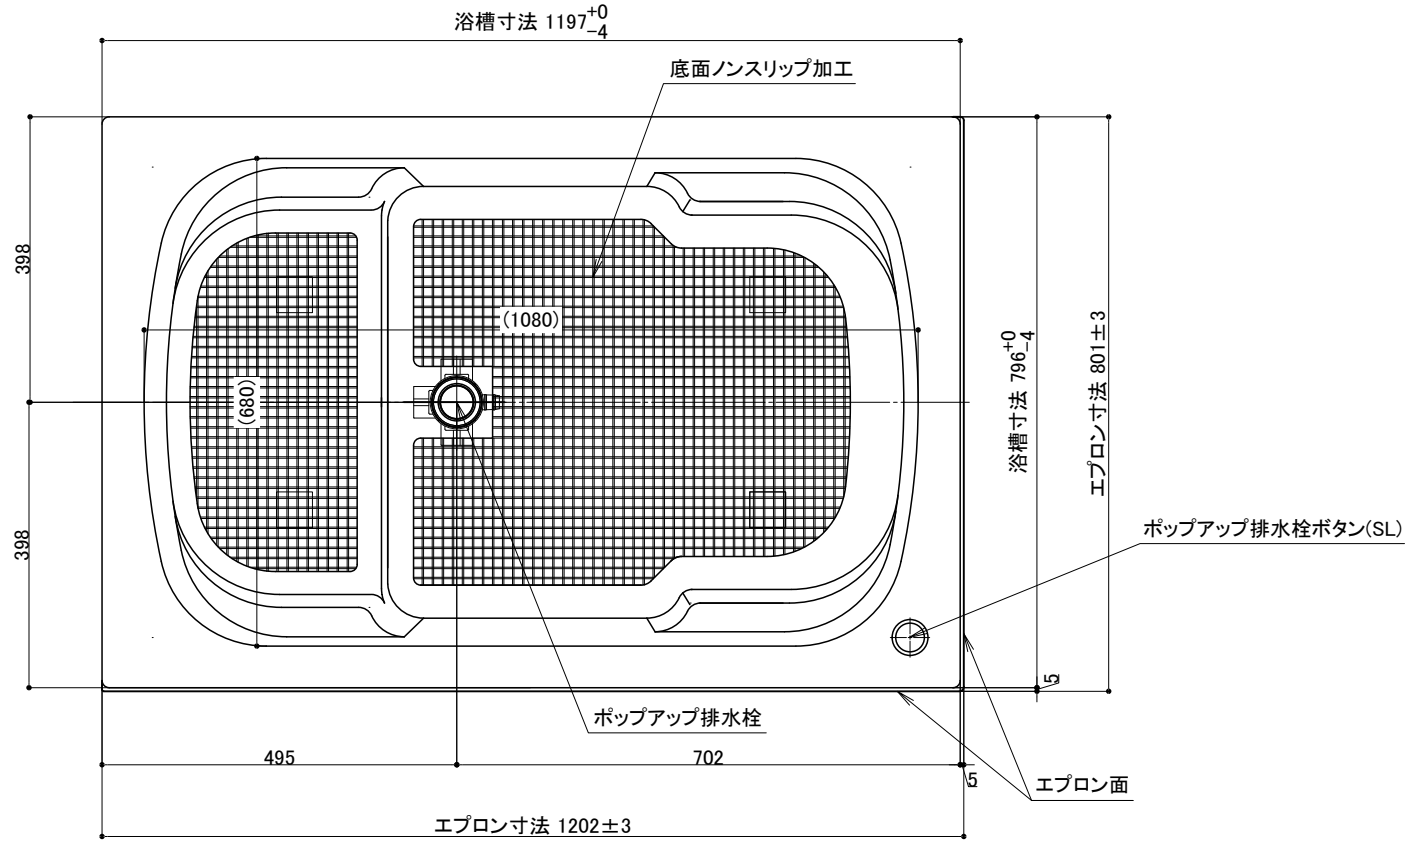 浴槽寸法 1197+0 -4
底面ノンスリップ加工
398
(1080)
(680)
浴槽寸法 796+0 -4
エプロン寸法 801±3
ポップアップ排水栓ボタン(SL)
398
5
ポップアップ排水栓
495
702
5
エプロン面
エプロン寸法 1202±3